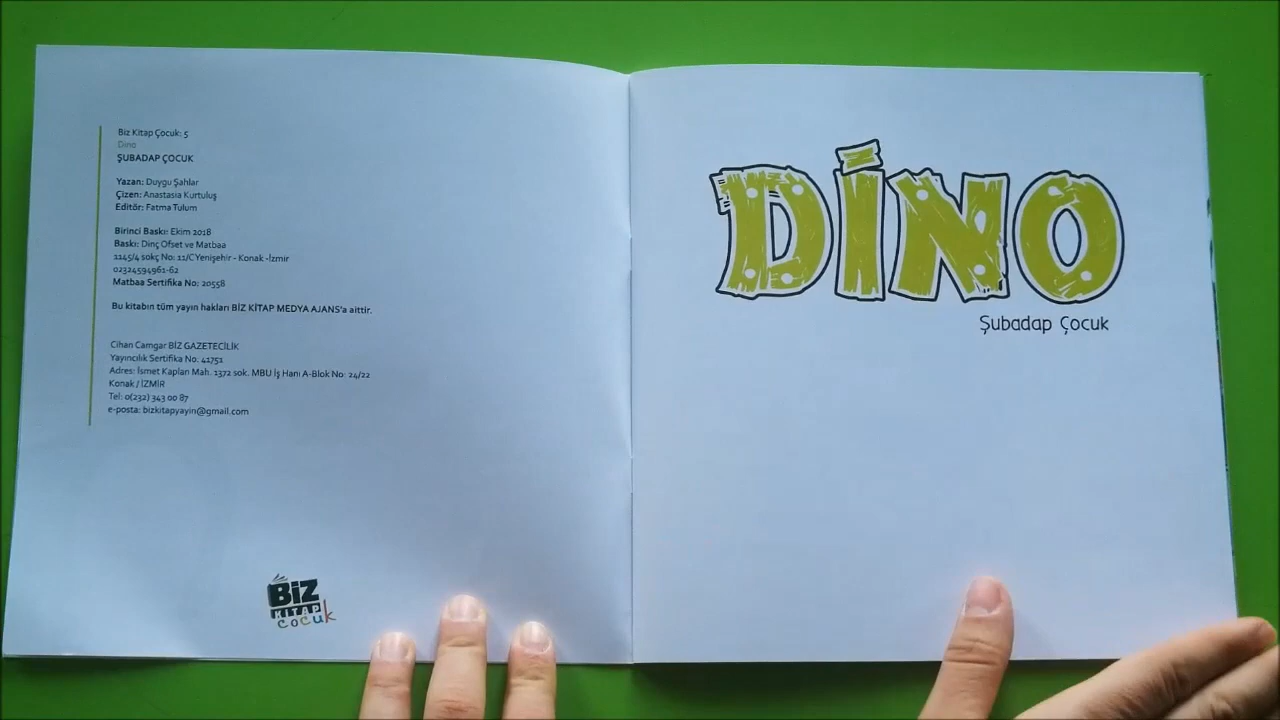 Biz Kitap Çocuk: 5
Dino
ŞUBADAP ÇOCUK
Yazan: Duygu Şahlar
Çizen: Anastasia Kurtuluş
Editör: Fatma Tulum
Birinci Baskı: Ekim 2018
Baskı: Dinç Ofset ve Matbaa
1145/4 sokç No: 11/C Yenişehir - Konak -İzmir
02324594961-62
Matbaa Sertifika No: 20558
Bu kitabın tüm yayın hakları BİZ KİTAP MEDYA AJANS'a aittir.
Cihan Camgar BİZ GAZETECİLİK
Yayıncılık Sertifika No. 41751
Adres: İsmet Kaptan Mah. 1372 sok. MBU İş Hanı A-Blok No: 24/22
Konak / İZMİR
Tel: 0(232) 343 00 87
e-posta: bizkitapyayin@gmail.com
BİZ
KİTAP
çocuk
DİNO
Şubadap Çocuk